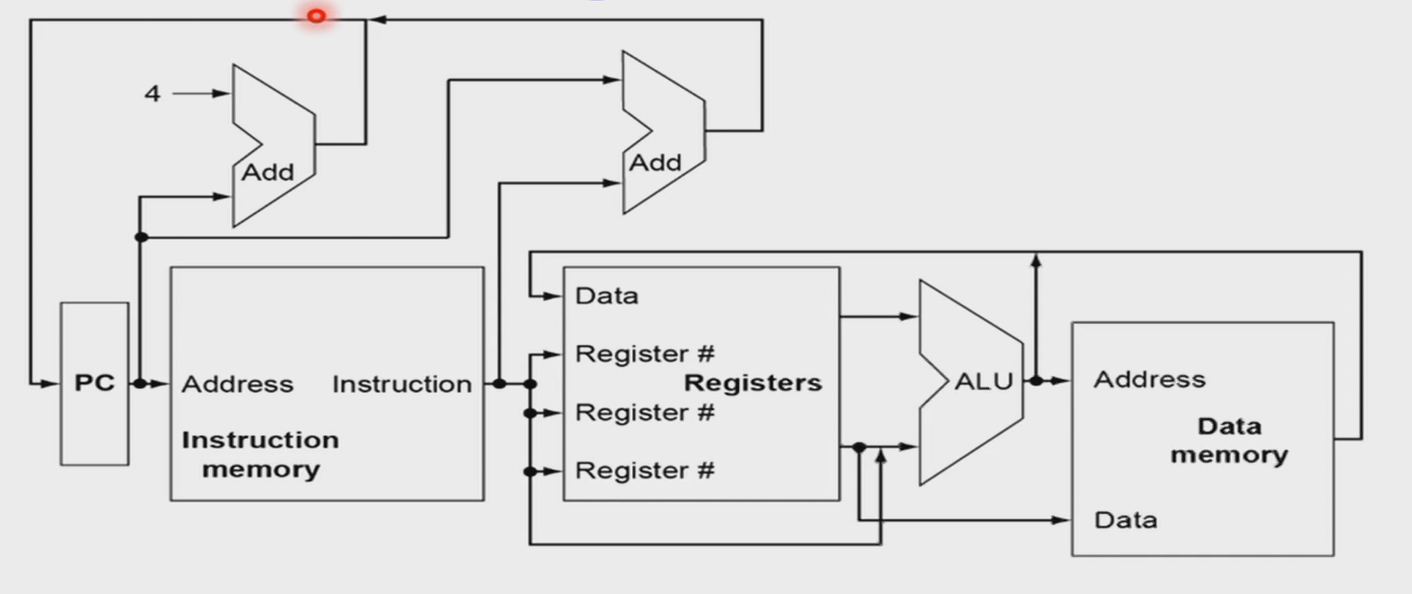 4
Add
Add
PC
Address
Instruction
Instruction
memory
Data
Register #
Registers
Register #
Register #
ALU
Address
Data
memory
Data